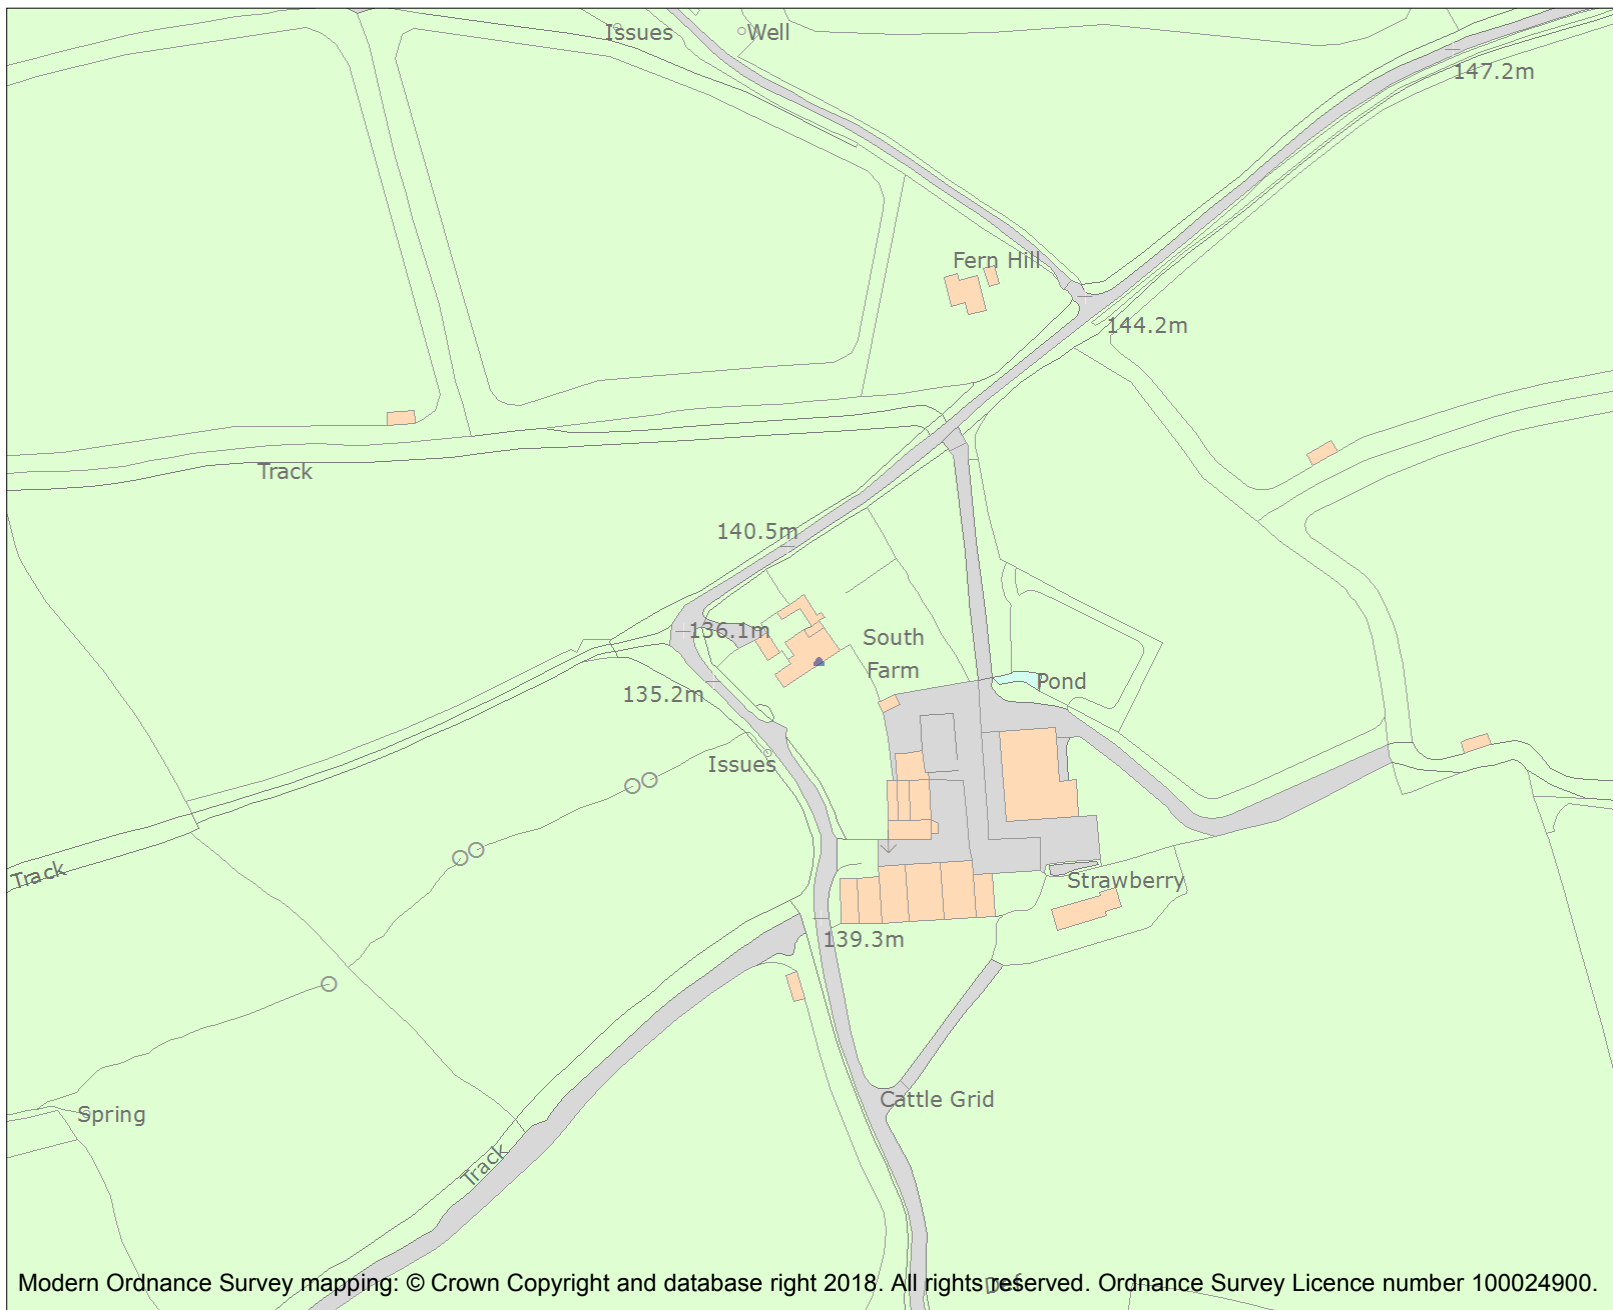 Issues
Well
147.2m
Fern Hill
144.2m
Track
140.5m
136.1m
South
Farm
135.2m
Pond
Issues
Track
Strawberry
139.3m
Cattle Grid
Spring
Track
Modern Ordnance Survey mapping: © Crown Copyright and database right 2018. All rights reserved. Ordnance Survey Licence number 100024900.